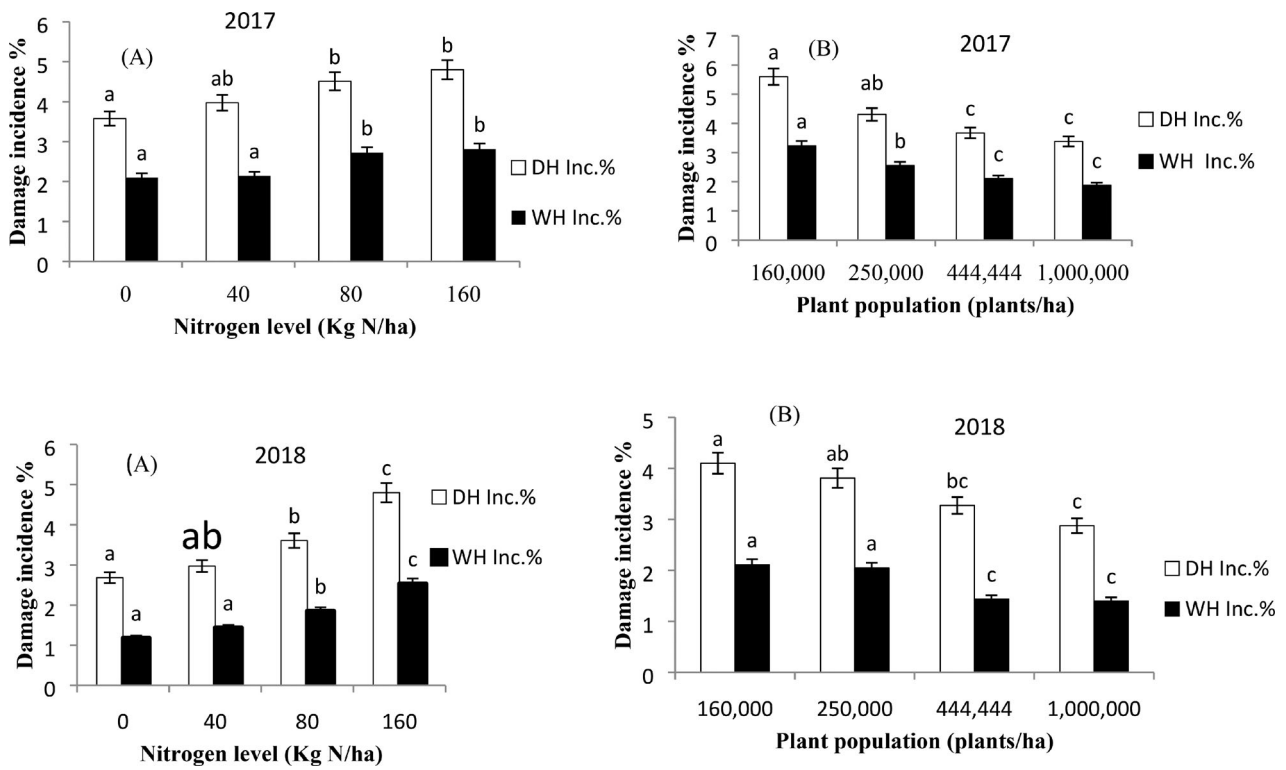 2017
(A)
Damage incidence %
6
5
4
3
2
1
0
a
a
ab
a
b
b
b
b
DH Inc.%
WH Inc.%
0 40 80 160
Nitrogen level (Kg N/ha)
2017
(B)
Damage incidence %
7
6
5
4
3
2
1
0
a
a
ab
b
c
c
c
c
DH Inc.%
WH Inc.%
160,000 250,000 444,444 1,000,000
Plant population (plants/ha)
2018
(A)
Damage incidence %
6
5
4
3
2
1
0
a
a
ab
a
b
b
c
c
DH Inc.%
WH Inc.%
0 40 80 160
Nitrogen level (Kg N/ha)
(B)
2018
Damage incidence %
5
4
3
2
1
0
a
a
ab
a
bc
c
c
c
DH Inc.%
WH Inc.%
160,000 250,000 444,444 1,000,000
Plant population (plants/ha)